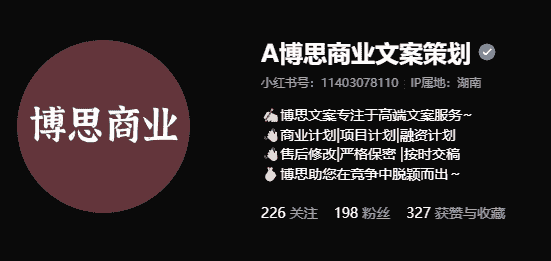 博思商业
A博思商业文案策划
小红书号：11403078110 IP属地：湖南
博思文案专注于高端文案服务~
商业计划|项目计划|融资计划
售后修改|严格保密 |按时交稿
博思助您在竞争中脱颖而出~
226 关注 198 粉丝 327 获赞与收藏